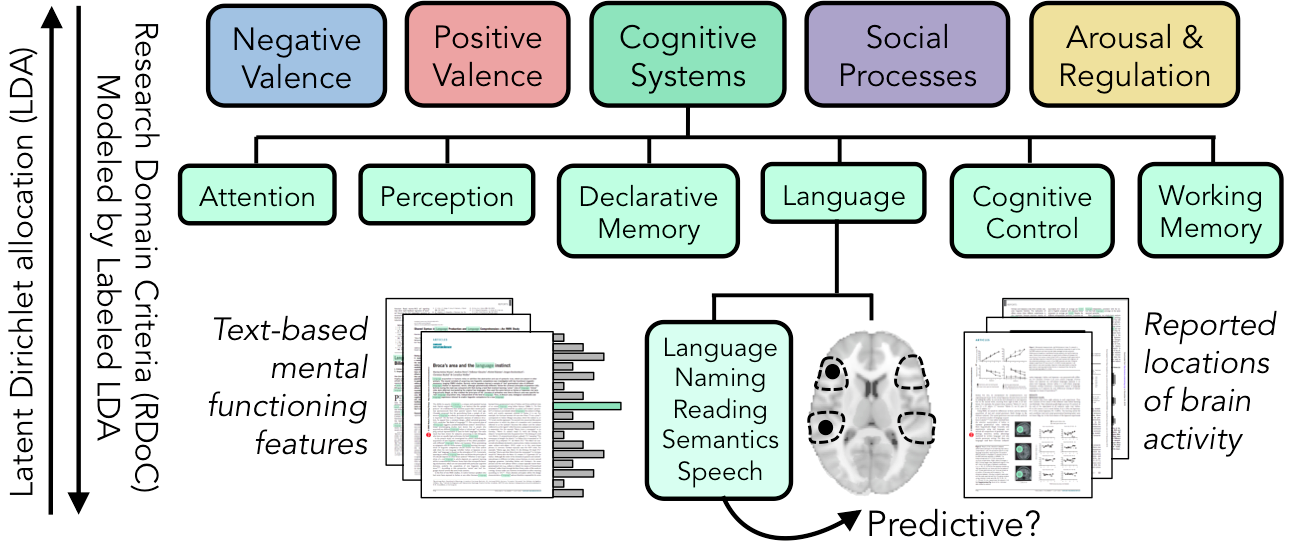 Latent Dirichlet allocation (LDA)
Research Domain Criteria (RDoC)
Modeled by Labeled LDA
Negative
Valence
Positive
Valence
Cognitive
Systems
Social
Processes
Arousal &
Regulation
Attention
Perception
Declarative
Memory
Language
Cognitive
Control
Working
Memory
Text-based
mental
functioning
features
Broca's area and the language instinct
Language
Naming
Reading
Semantics
Speech
Reported
locations
of brain
activity
Predictive?